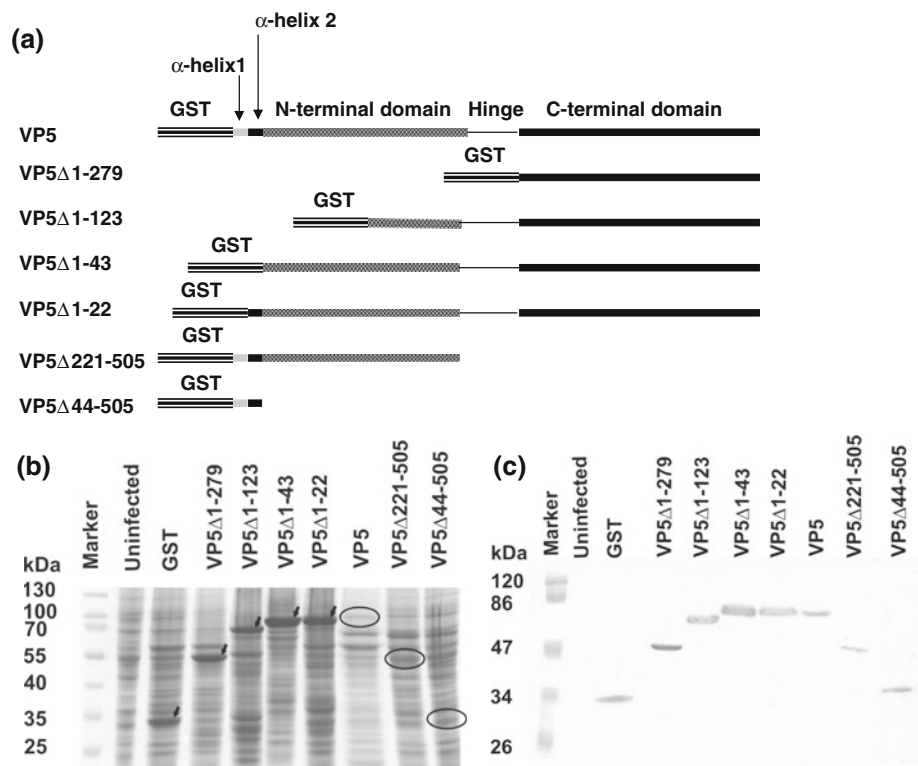 (a)
α-helix 2
α-helix1
GST N-terminal domain Hinge C-terminal domain
VP5
GST
VP5Δ1-279
GST
VP5Δ1-123
GST
VP5Δ1-43
GST
VP5Δ1-22
GST
VP5Δ221-505
GST
VP5Δ44-505
(b)
kDa
Marker
Uninfected
GST
VP5Δ1-279
VP5Δ1-123
VP5Δ1-43
VP5Δ1-22
VP5
VP5Δ221-505
VP5Δ44-505
130
100
70
55
40
35
25
(c)
kDa
Marker
Uninfected
GST
VP5Δ1-279
VP5Δ1-123
VP5Δ1-43
VP5Δ1-22
VP5
VP5Δ221-505
VP5Δ44-505
120
86
47
34
26